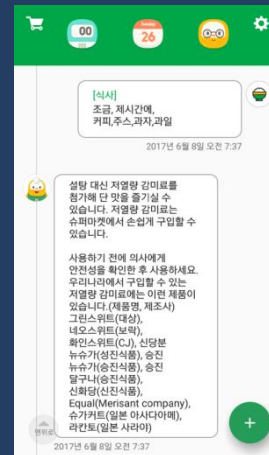 00
26
[식사]
조금, 제시간에,
커피,주스,과자,과일
2017년 6월 8일 오전 7:37
설탕 대신 저열량 감미료를
첨가해 단 맛을 즐기실 수
있습니다. 저열량 감미료는
슈퍼마켓에서 손쉽게 구입할 수
있습니다.
사용하기 전에 의사에게
안전성을 확인한 후 사용하세요.
우리나라에서 구입할 수 있는
저열량 감미료에는 이런 제품이
있습니다.(제품명, 제조사)
그린스위트(대상),
네오스위트(보락),
화인스위트(CJ), 신당분
뉴슈가(성진식품), 승진
뉴슈가(승진식품), 승진
달구나(승진식품),
신화당(신진식품),
Equal(Merisant company),
슈가커트(일본 아사다아메),
라칸토(일본 사라야)
맨위로
2017년 6월 8일 오전 7:37